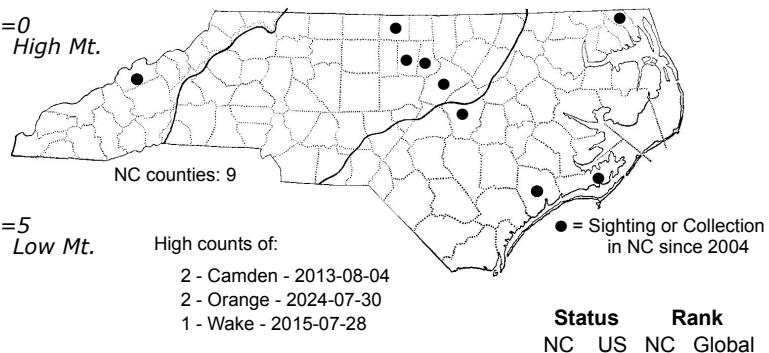 =0
High Mt.
NC counties: 9
=5
Low Mt.
High counts of:
2 - Camden - 2013-08-04
2 - Orange - 2024-07-30
1 - Wake - 2015-07-28
● = Sighting or Collection
in NC since 2004
Status Rank
NC US NC Global